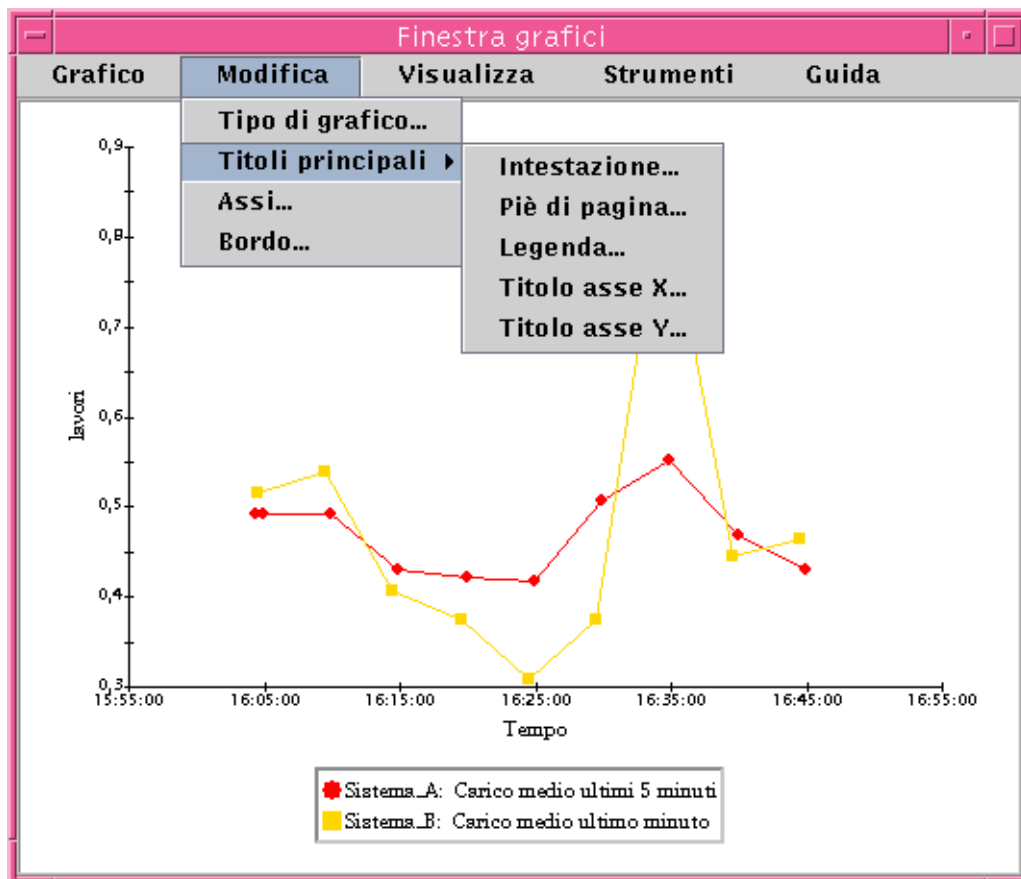 Finestra grafici
Grafico Modifica Visualizza Strumenti Guida
Tipo di grafico...
Titoli principali
Assi...
Bordo...
Intestazione...
Piè di pagina...
Legenda...
Titolo asse X...
Titolo asse Y...
0,9
0,8
0,7
0,6
0,5
0,4
0,3
lavori
15:55:00 16:05:00 16:15:00 16:25:00 16:35:00 16:45:00 16:55:00
Tempo
Sistema_A: Carico medio ultimi 5 minuti
Sistema_B: Carico medio ultimo minuto